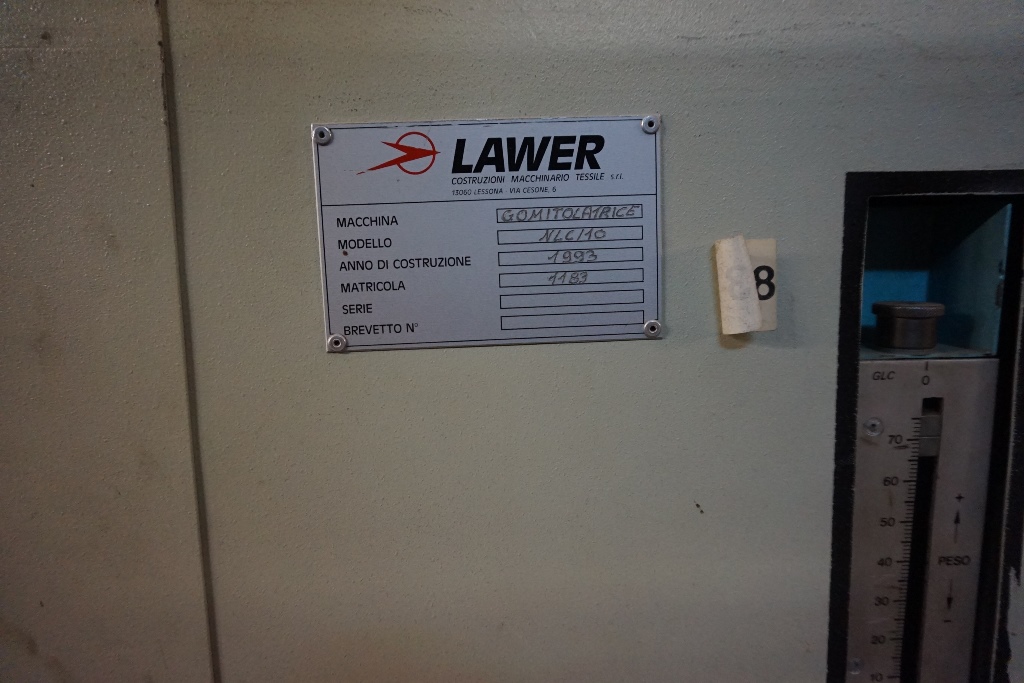 LAWER
COSTRUZIONI MACCHINARIO TESSILE s.r.l.
13060 LESSONA - VIA CESONE, 6
MACCHINA GOMITOLATRICE
MODELLO NLC/10
ANNO DI COSTRUZIONE 1993
MATRICOLA 1183
SERIE
BREVETTO N°
88
GLC
0
70
60
50
+
40 PESO
30
-
20
10